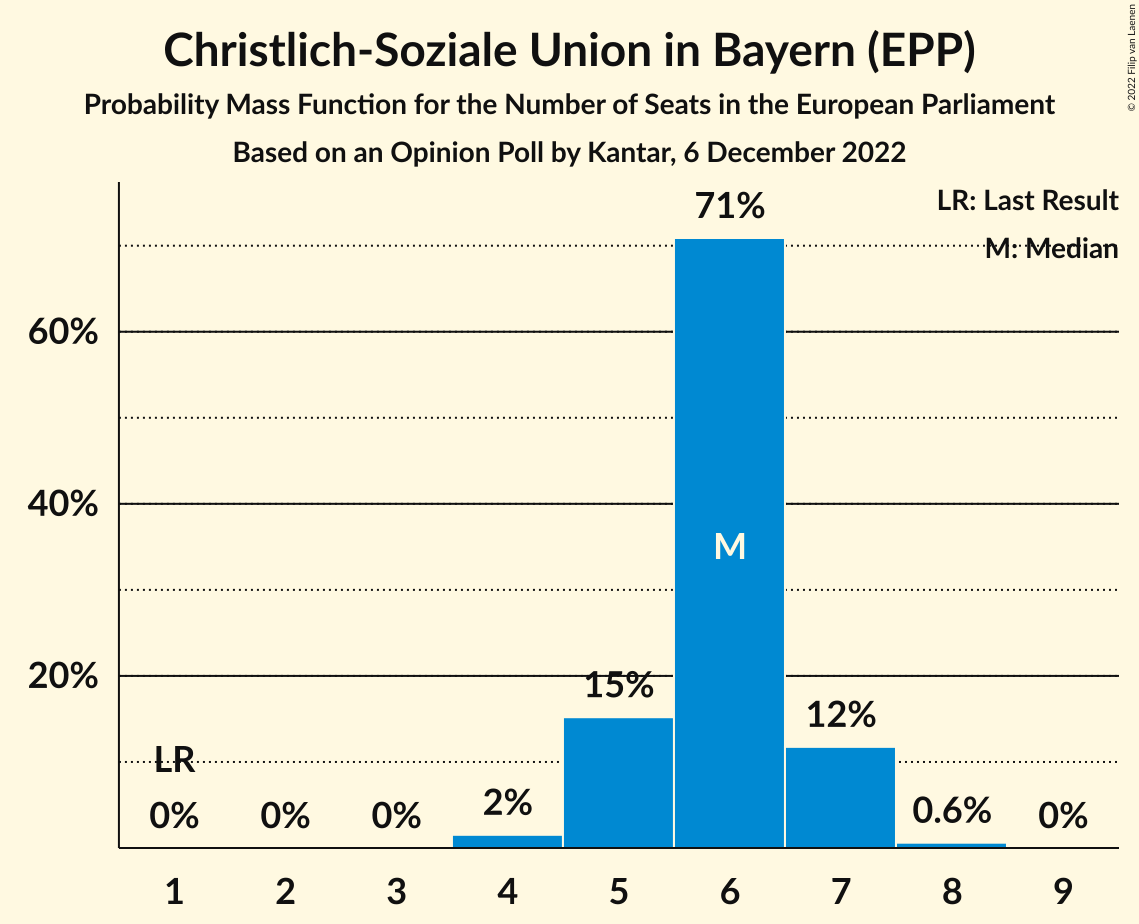 Christlich-Soziale Union in Bayern (EPP)
Probability Mass Function for the Number of Seats in the European Parliament
Based on an Opinion Poll by Kantar, 6 December 2022
© 2022 Filip van Laenen
LR: Last Result
M: Median
71%
60%
40%
M
20%
15%
12%
LR
0%
0%
0%
2%
0.6%
0%
1 2 3 4 5 6 7 8 9